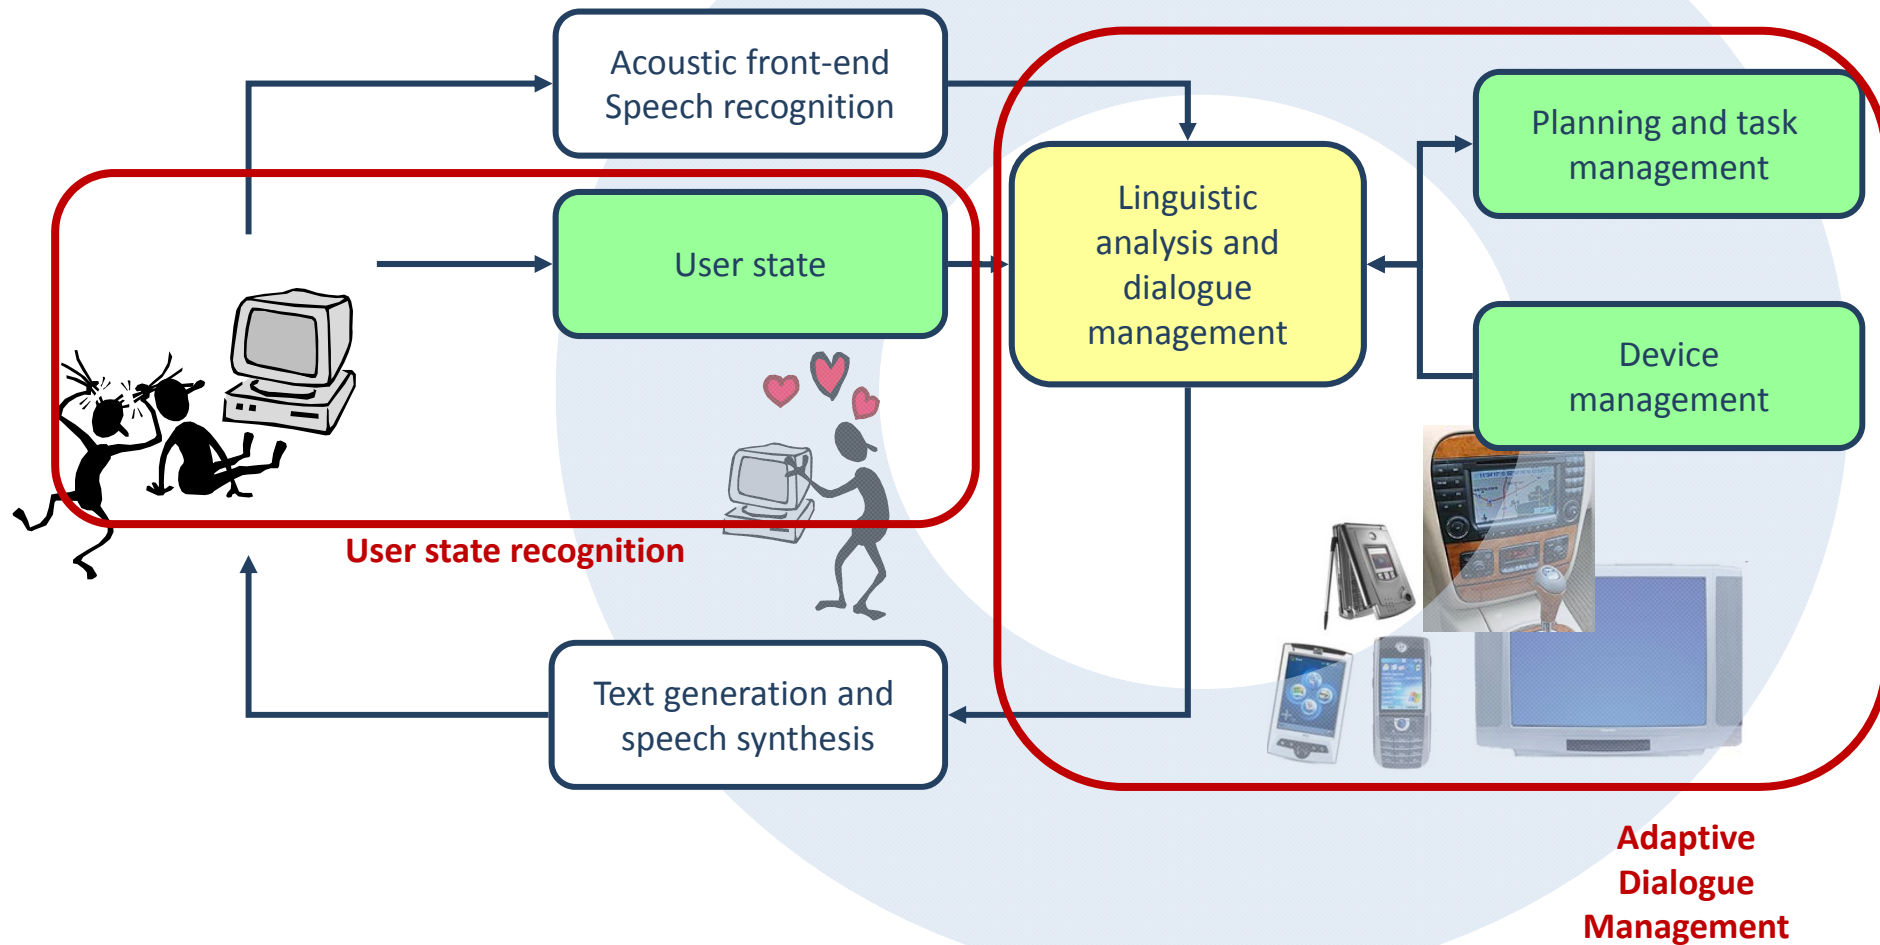 Acoustic front-end
Speech recognition
User state
Linguistic
analysis and
dialogue
management
Planning and task
management
Device
management
User state recognition
Text generation and
speech synthesis
Adaptive
Dialogue
Management